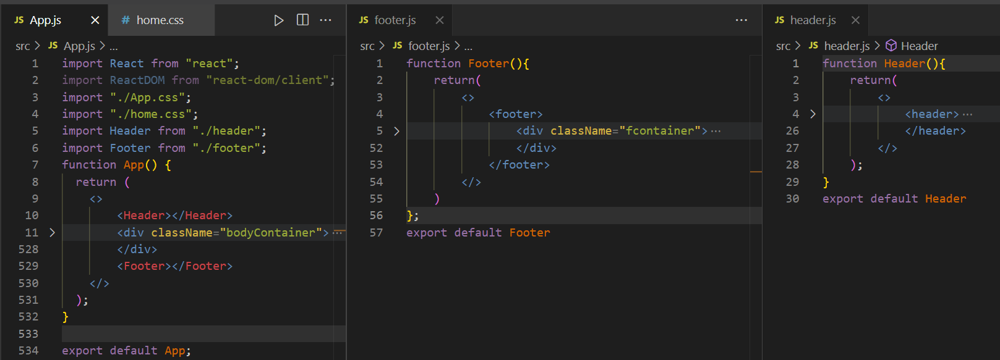 JS App.js ×
# home.css
src > JS App.js > ...
1 import React from "react";
2 import ReactDOM from "react-dom/client";
3 import "./App.css";
4 import "./home.css";
5 import Header from "./header";
6 import Footer from "./footer";
7 function App() {
8 return (
9 <>
10 <Header></Header>
11 > <div className="bodyContainer"> ...
528 </div>
529 <Footer></Footer>
530 </>
531 );
532 }
533
534 export default App;
JS footer.js ×
src > JS footer.js > ...
1 function Footer(){
2 return(
3 <>
4 <footer>
5 > <div className="fcontainer"> ...
52 </div>
53 </footer>
54 </>
55 )
56 };
57 export default Footer
JS header.js ×
src > JS header.js > Header
1 function Header(){
2 return(
3 <>
4 > <header> ...
26 </header>
27 </>
28 );
29 }
30 export default Header